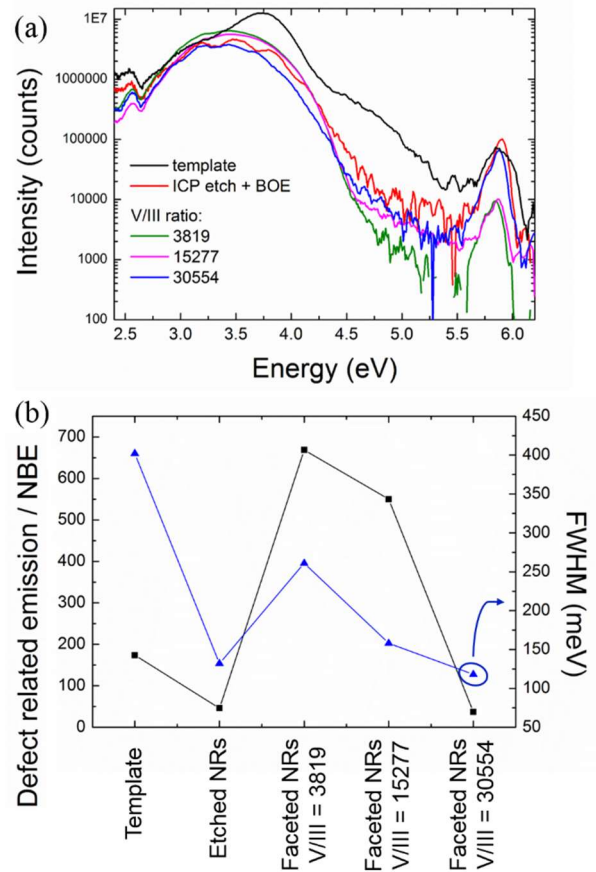 (a)
Intensity (counts)
1E7
1000000
100000
10000
1000
100
template
ICP etch + BOE
V/III ratio:
3819
15277
30554
2.5 3.0 3.5 4.0 4.5 5.0 5.5 6.0
Energy (eV)
(b)
Defect related emission / NBE
700
600
500
400
300
200
100
0
450
400
350
300
250
200
150
100
50
FWHM (meV)
Template
Etched NRs
Faceted NRs
V/III = 3819
Faceted NRs
V/III = 15277
Faceted NRs
V/III = 30554